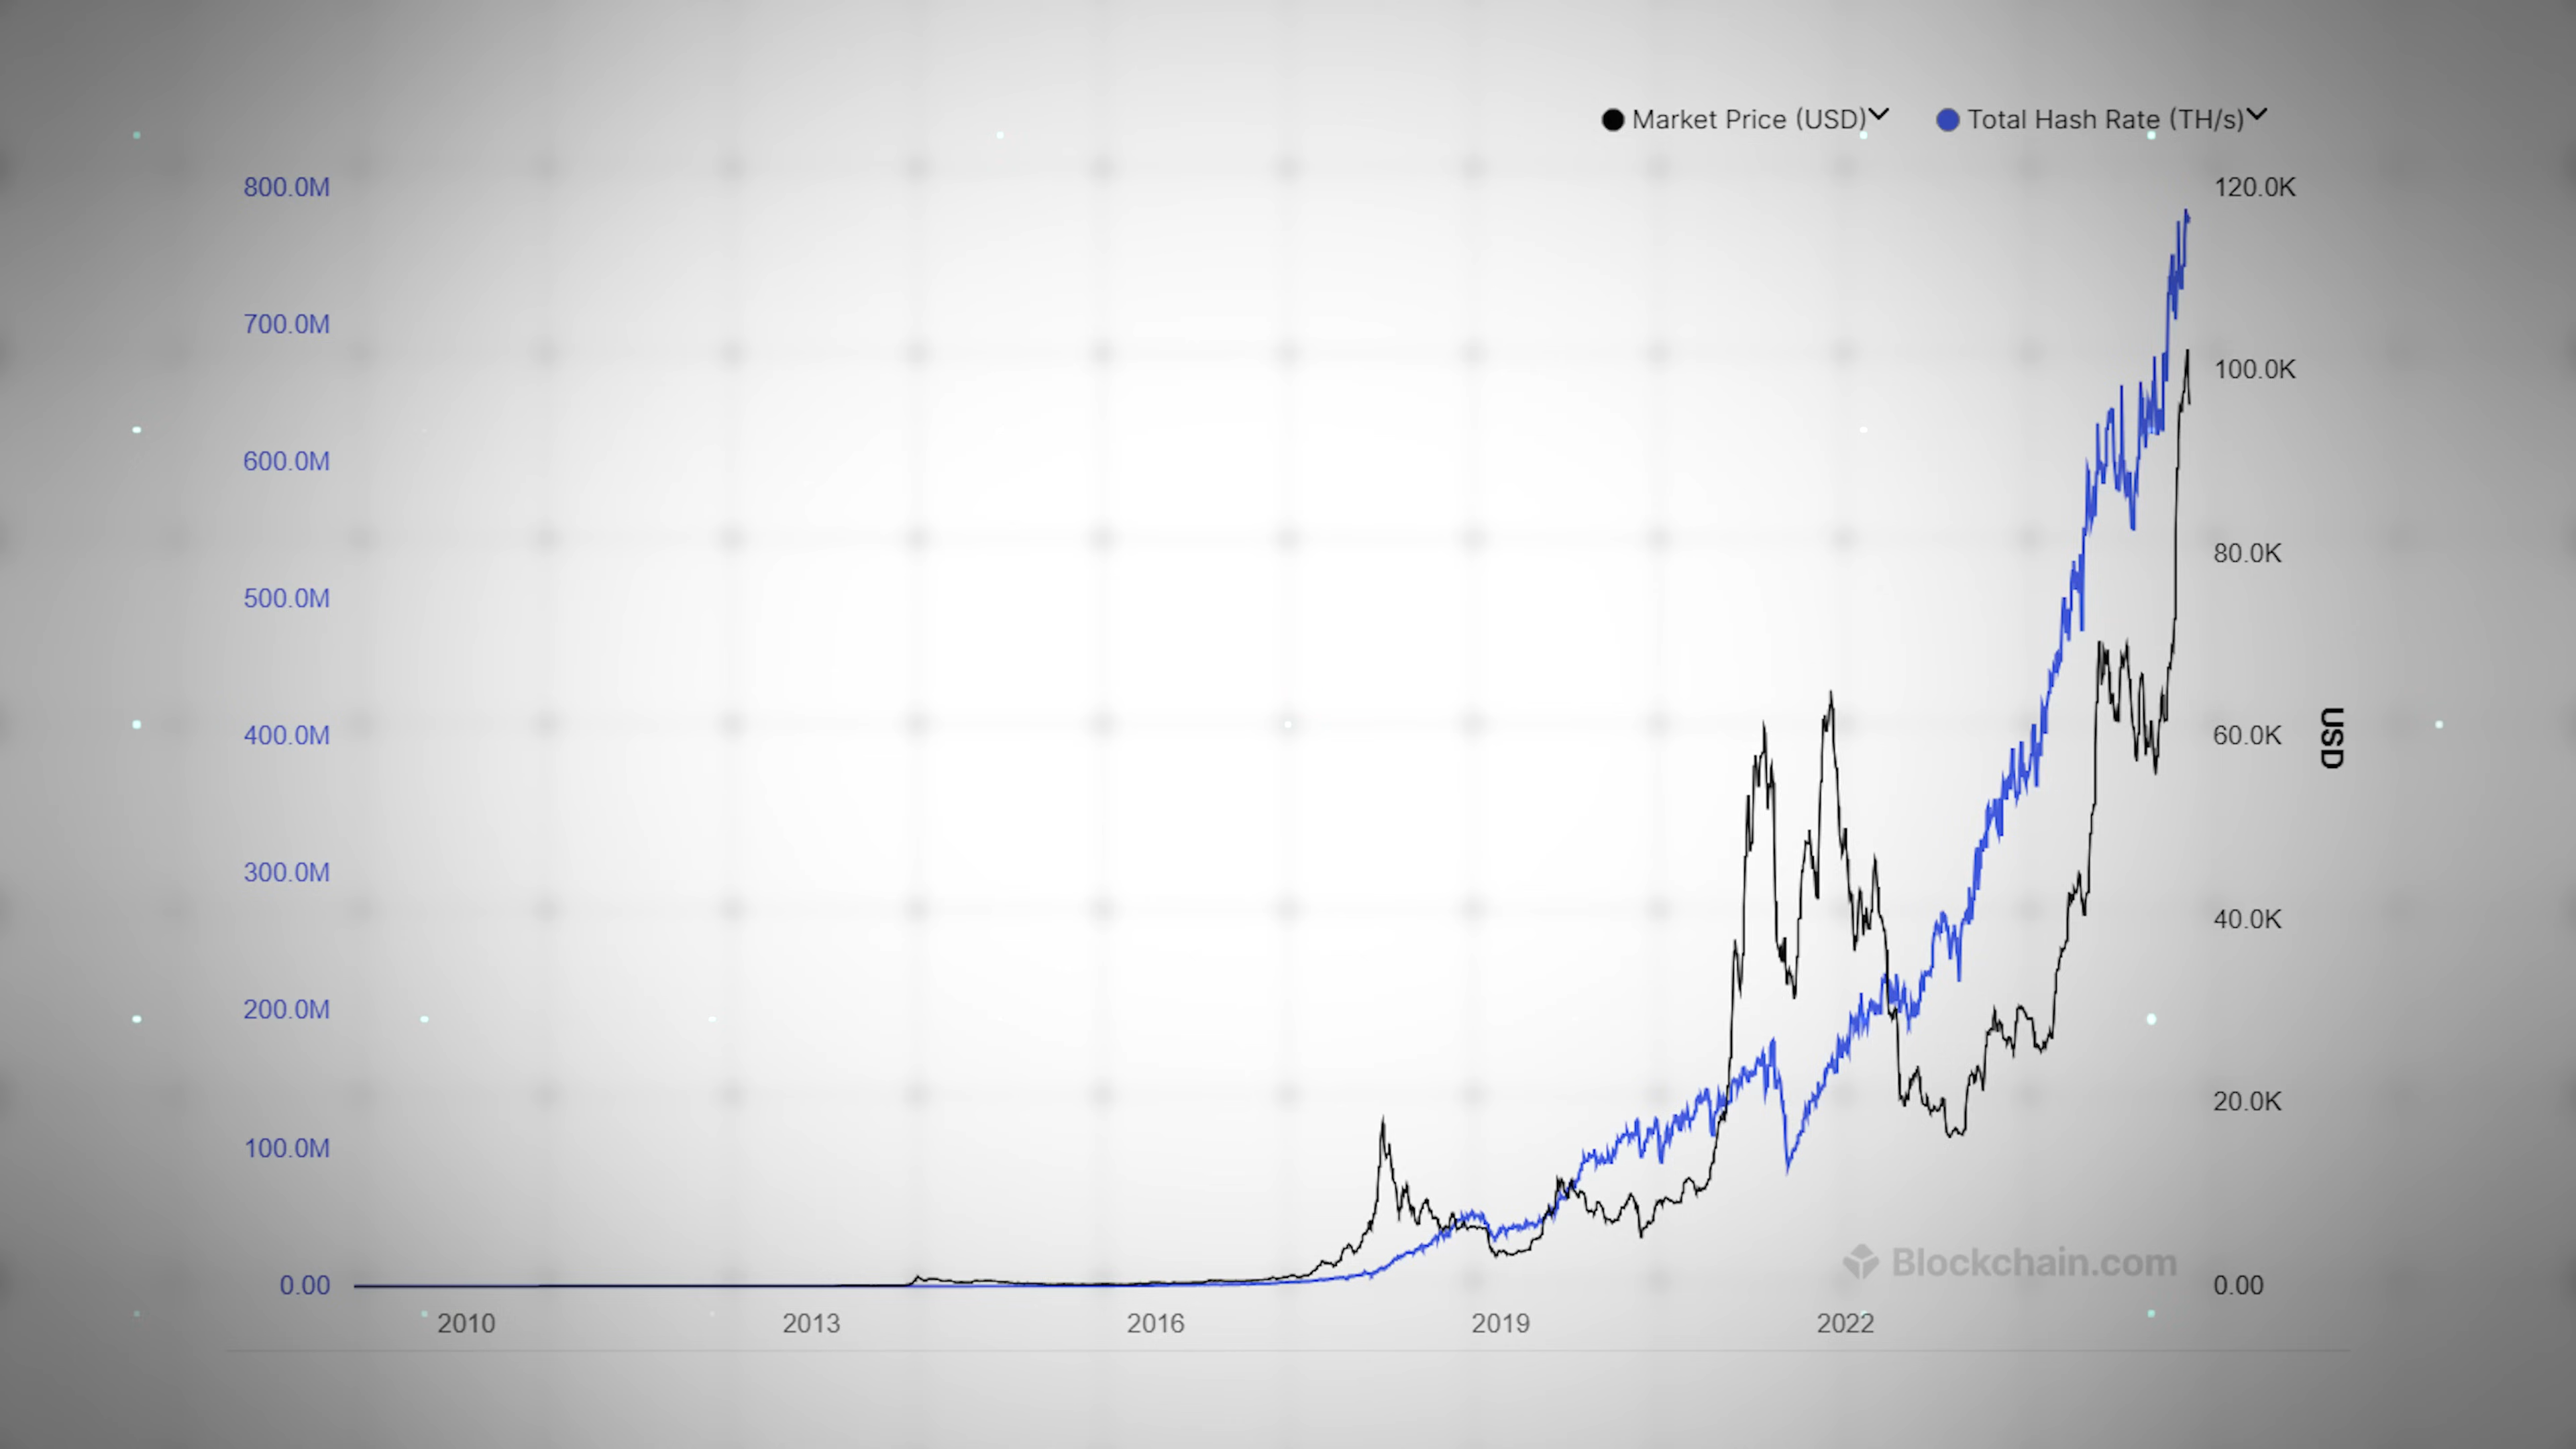 Market Price (USD) Total Hash Rate (TH/s)
800.0M 120.0K
700.0M
100.0K
600.0M
80.0K
500.0M
400.0M 60.0K USD
300.0M
40.0K
200.0M
20.0K
100.0M
Blockchain.com
0.00 0.00
2010 2013 2016 2019 2022